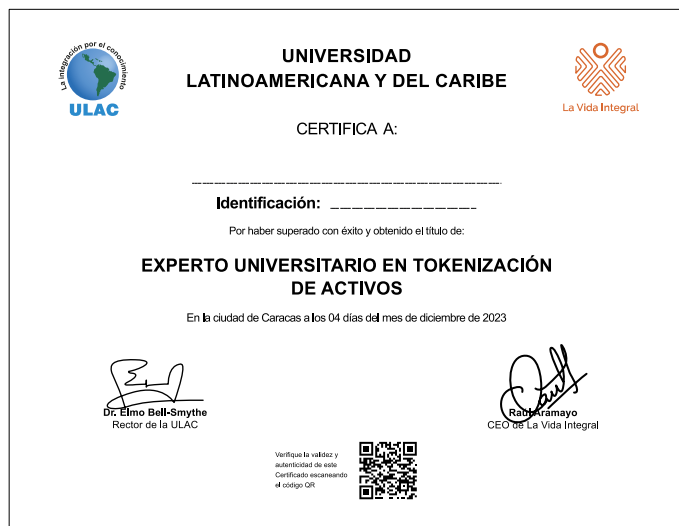 La integración por el conocimiento
ULAC
UNIVERSIDAD
LATINOAMERICANA Y DEL CARIBE
La Vida Integral
CERTIFICA A:
Identificación:
Por haber superado con éxito y obtenido el título de:
EXPERTO UNIVERSITARIO EN TOKENIZACIÓN
DE ACTIVOS
En la ciudad de Caracas a los 04 días del mes de diciembre de 2023
Dr. Elmo Bell-Smythe
Rector de la ULAC
Raúl Aramayo
CEO de La Vida Integral
Verifique la validez y
autenticidad de este
Certificado escaneando
el código QR